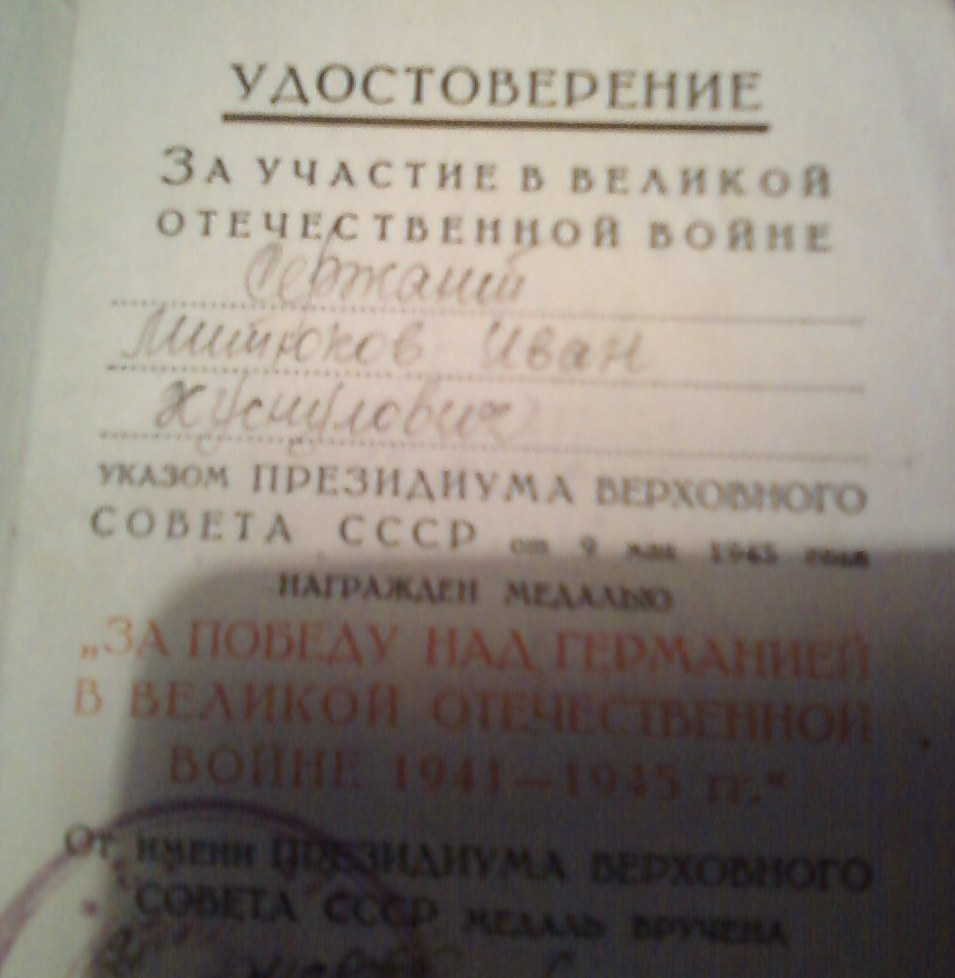 УДОСТОВЕРЕНИЕ
ЗА УЧАСТИЕ В ВЕЛИКОЙ
ОТЕЧЕСТВЕННОЙ ВОЙНЕ
Сержант
Митюков Иван
Хуснулович
УКАЗОМ ПРЕЗИДИУМА ВЕРХОВНОГО
СОВЕТА СССР от 9 мая 1945 года
НАГРАЖДЕН МЕДАЛЬЮ
„ЗА ПОБЕДУ НАД ГЕРМАНИЕЙ
В ВЕЛИКОЙ ОТЕЧЕСТВЕННОЙ
ВОЙНЕ 1941—1945 гг.“
От имени ПРЕЗИДИУМА ВЕРХОВНОГО
СОВЕТА СССР МЕДАЛЬ ВРУЧЕНА